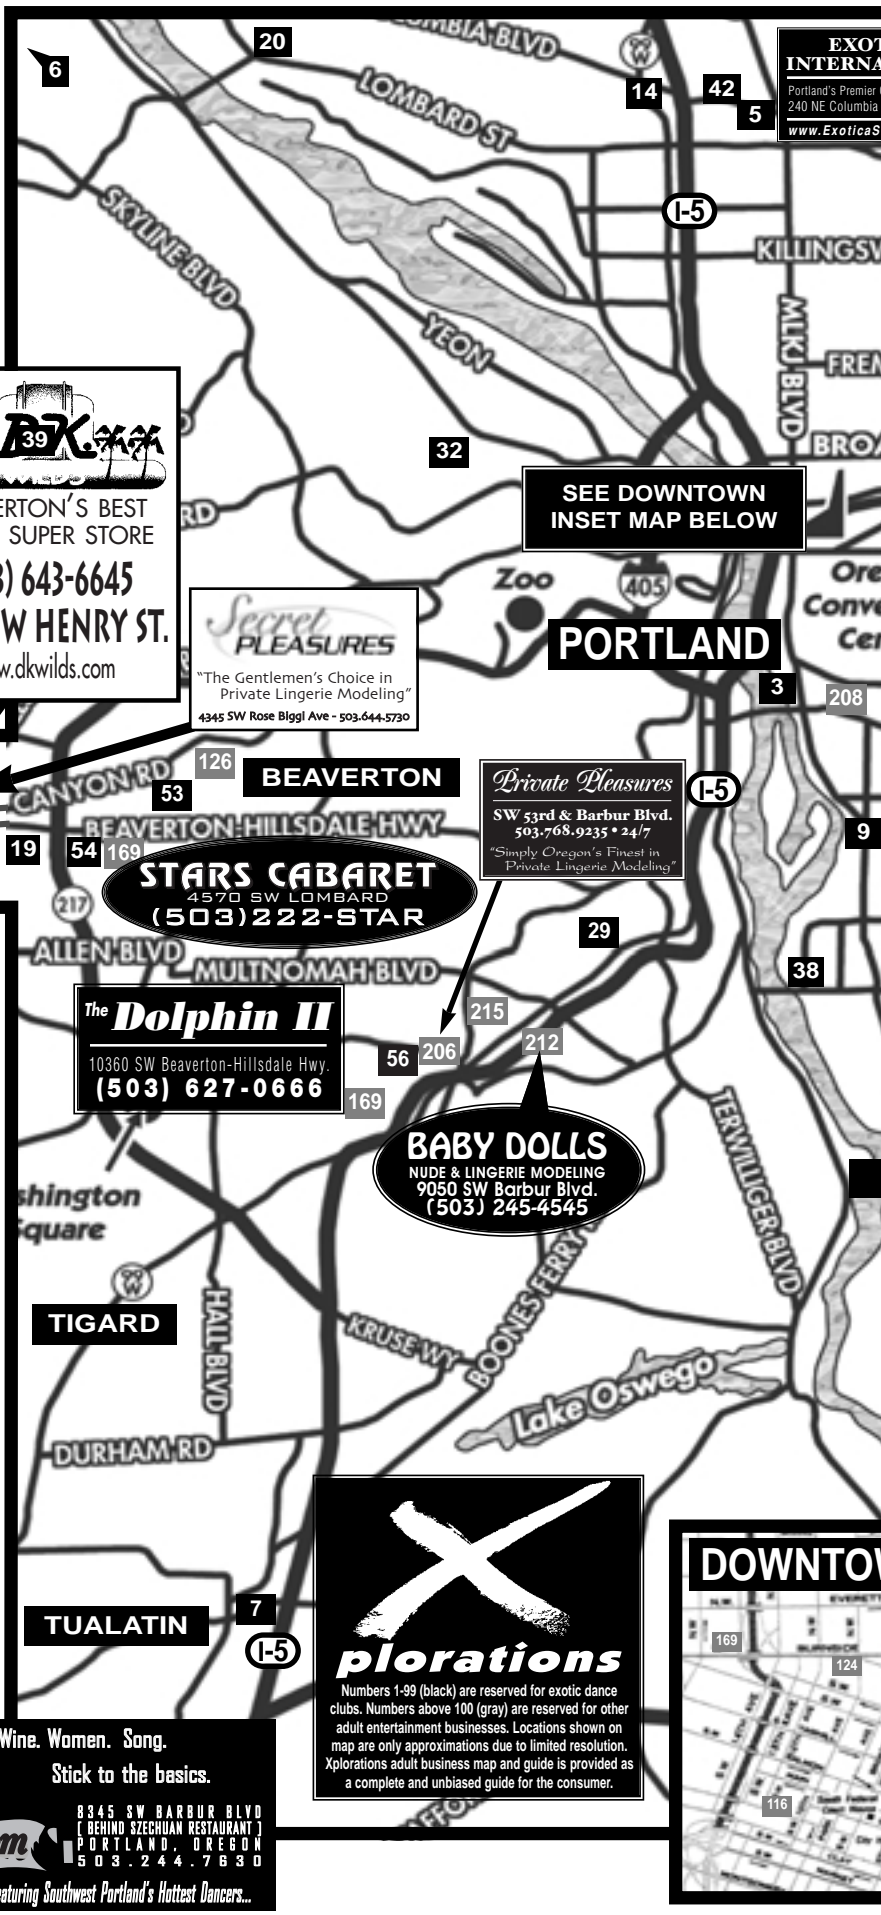 COLUMBIA BLVD
20
6
99
W
14
42
5
EXOT
INTERNA
Portland's Premier
240 NE Columbia
www.ExoticaS
LOMBARD ST
I-5
SKYLINE BLVD
KILLINGSW
YEON
MLKJ BLVD
FREM
BRO
39
32
ERTON'S BEST
SUPER STORE
3) 643-6645
W HENRY ST.
w.dkwilds.com
RD
SEE DOWNTOWN
INSET MAP BELOW
Zoo
405
Ore
Conve
Cen
PORTLAND
Secret
PLEASURES
"The Gentlemen's Choice in
Private Lingerie Modeling"
4345 SW Rose Biggi Ave - 503.644.5730
3
208
126
CANYON RD
53
BEAVERTON
Private Pleasures
SW 53rd & Barbur Blvd.
503.768.9235 • 24/7
"Simply Oregon's Finest in
Private Lingerie Modeling"
I-5
BEAVERTON-HILLSDALE HWY
19
54
169
9
STARS CABARET
4570 SW LOMBARD
(503)222-STAR
217
29
ALLEN BLVD
MULTNOMAH BLVD
38
The Dolphin II
10360 SW Beaverton-Hillsdale Hwy.
(503) 627-0666
215
56
206
212
169
BABY DOLLS
NUDE & LINGERIE MODELING
9050 SW Barbur Blvd.
(503) 245-4545
TERWILLIGER BLVD
shington
quare
99
W
TIGARD
HALL BLVD
KRUSE WY
BOONES FERRY
Lake Oswego
DURHAM RD
TUALATIN
7
I-5
Xplorations
Numbers 1-99 (black) are reserved for exotic dance
clubs. Numbers above 100 (gray) are reserved for other
adult entertainment businesses. Locations shown on
map are only approximations due to limited resolution.
Xplorations adult business map and guide is provided as
a complete and unbiased guide for the consumer.
DOWNTOW
N.W.
EVERETT
169
BURNSIDE
124
116
Wine. Women. Song.
Stick to the basics.
8345 SW BARBUR BLVD
[ BEHIND SZECHUAN RESTAURANT ]
PORTLAND, OREGON
503.244.7630
eaturing Southwest Portland's Hottest Dancers...